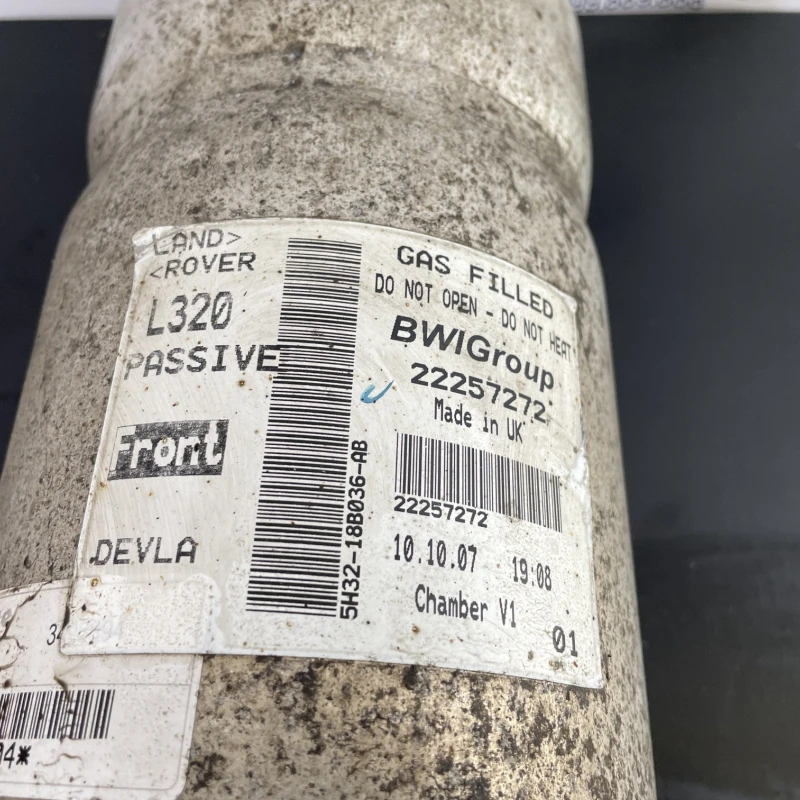 LAND>
<ROVER
L320
PASSIVE
Front
DEVLA
5H32-18B036-AB
GAS FILLED
DO NOT OPEN - DO NOT HEAT
BWIGroup
22257272
Made in UK
22257272
10.10.07 19:08
Chamber V1
01
04*